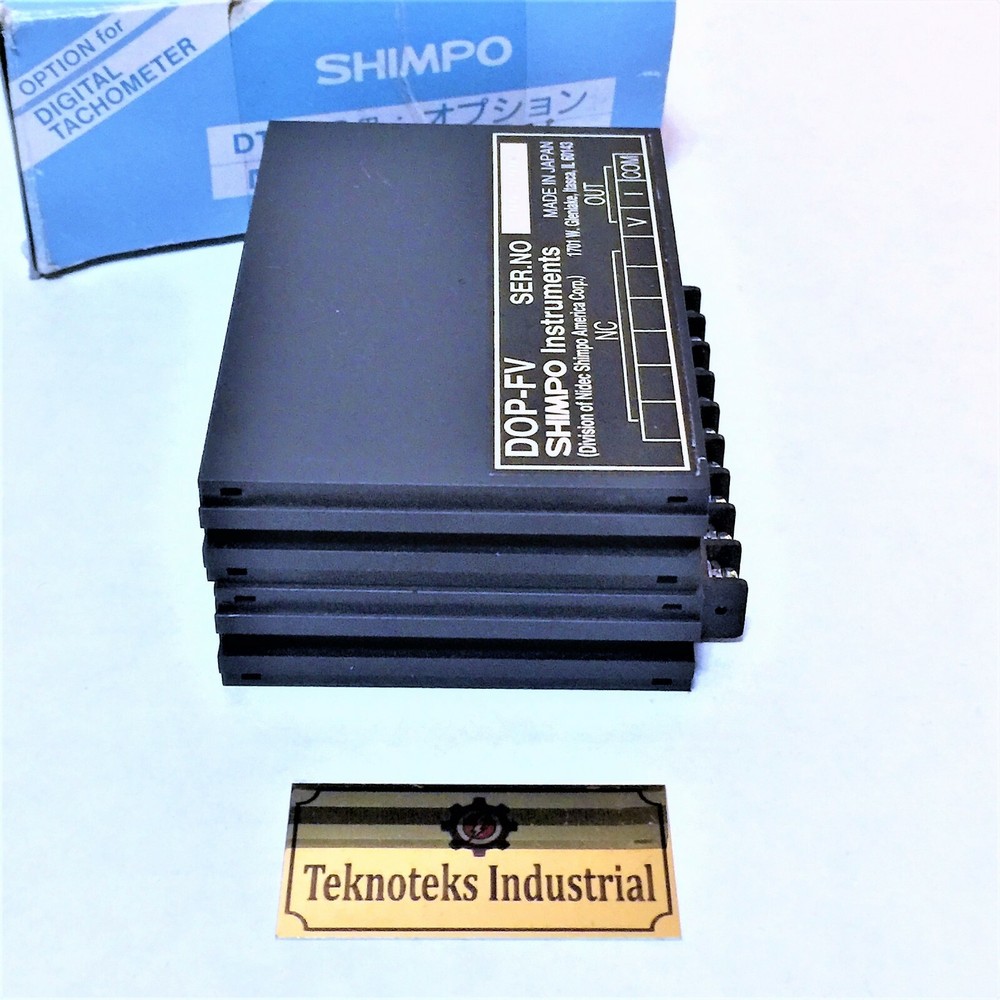 OPTION for
DIGITAL
TACHOMETER
SHIMPO
オプション
DOP-FV SER.NO
SHIMPO Instruments MADE IN JAPAN
(Division of Nidec Shimpo America Corp.) 1701 W. Glenlake, Itasca, IL 60143
NC OUT
V I COM
Teknoteks Industrial